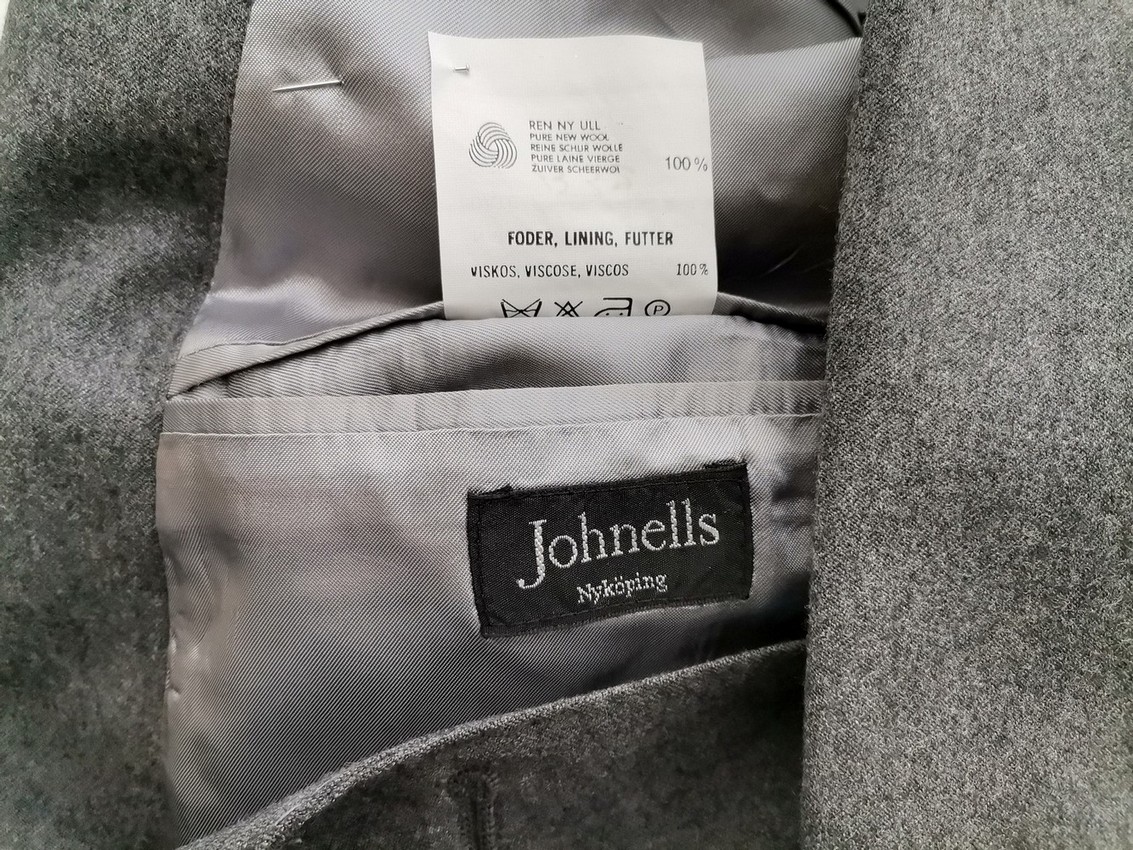 REN NY ULL
PURE NEW WOOL
REINE SCHUR WOLLE
PURE LAINE VIERGE
ZUIVER SCHEERWOL
100 %
FODER, LINING, FUTTER
VISKOS, VISCOSE, VISCOS 100 %
P
Johnells
Nyköping